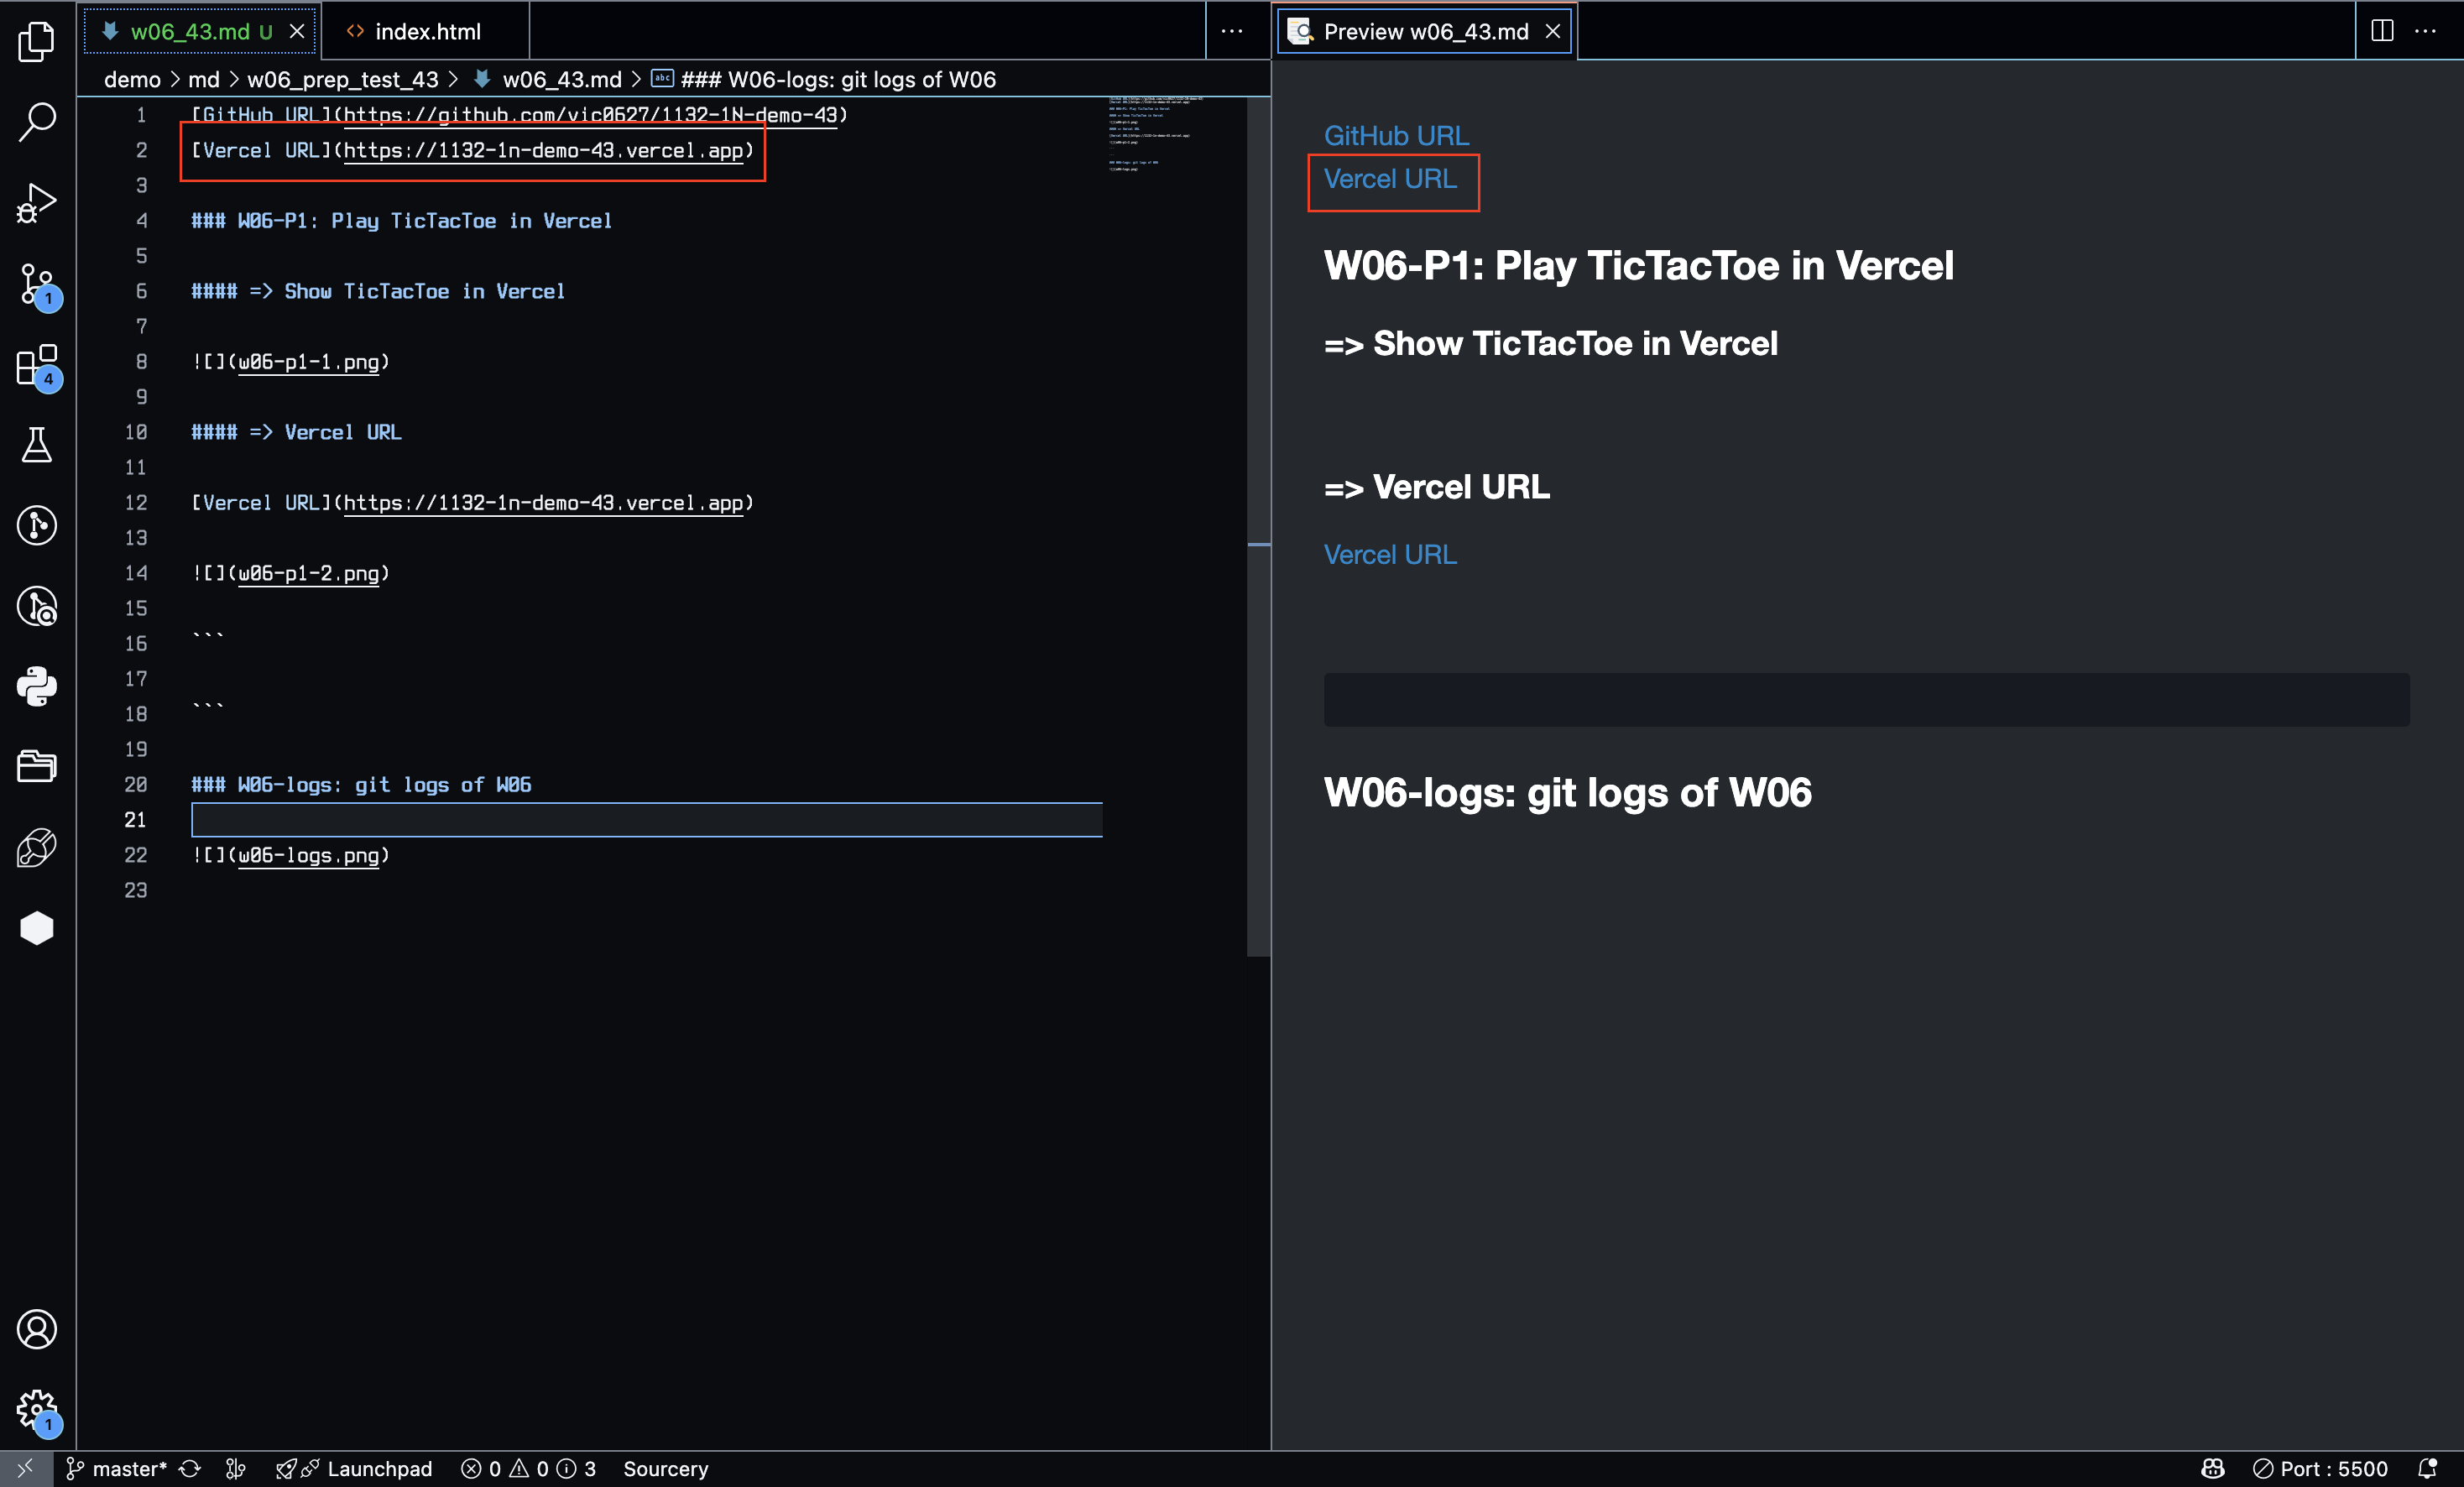 w06_43.md U
index.html
Preview w06_43.md
demo > md > w06_prep_test_43 > w06_43.md > abc ### W06-logs: git logs of W06
1 [GitHub URL](https://github.com/vic0627/1132-1N-demo-43)
2 [Vercel URL](https://1132-1n-demo-43.vercel.app)
3
4 ### W06-P1: Play TicTacToe in Vercel
5
6 #### => Show TicTacToe in Vercel
7
8 ![](w06-p1-1.png)
9
10 #### => Vercel URL
11
12 [Vercel URL](https://1132-1n-demo-43.vercel.app)
13
14 ![](w06-p1-2.png)
15
16 ```
17
18 ```
19
20 ### W06-logs: git logs of W06
21
22 ![](w06-logs.png)
23
GitHub URL
Vercel URL
W06-P1: Play TicTacToe in Vercel
=> Show TicTacToe in Vercel
=> Vercel URL
Vercel URL
W06-logs: git logs of W06
1
4
1
master*
Launchpad
0
0
3
Sourcery
Port : 5500